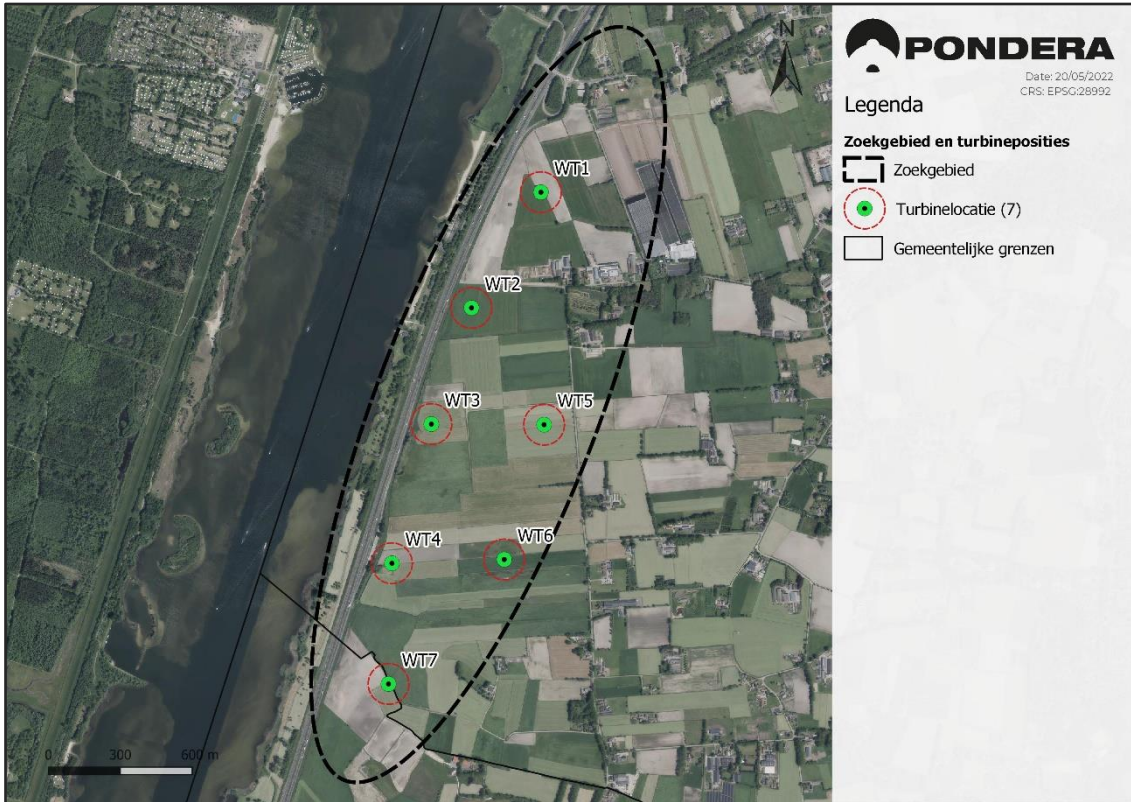 N
WT1
WT2
WT3
WT5
WT4
WT6
WT7
0 300 600 m
PONDERA
Date: 20/05/2022
CRS: EPSG:28992
Legenda
Zoekgebied en turbineposities
Zoekgebied
Turbinelocatie (7)
Gemeentelijke grenzen